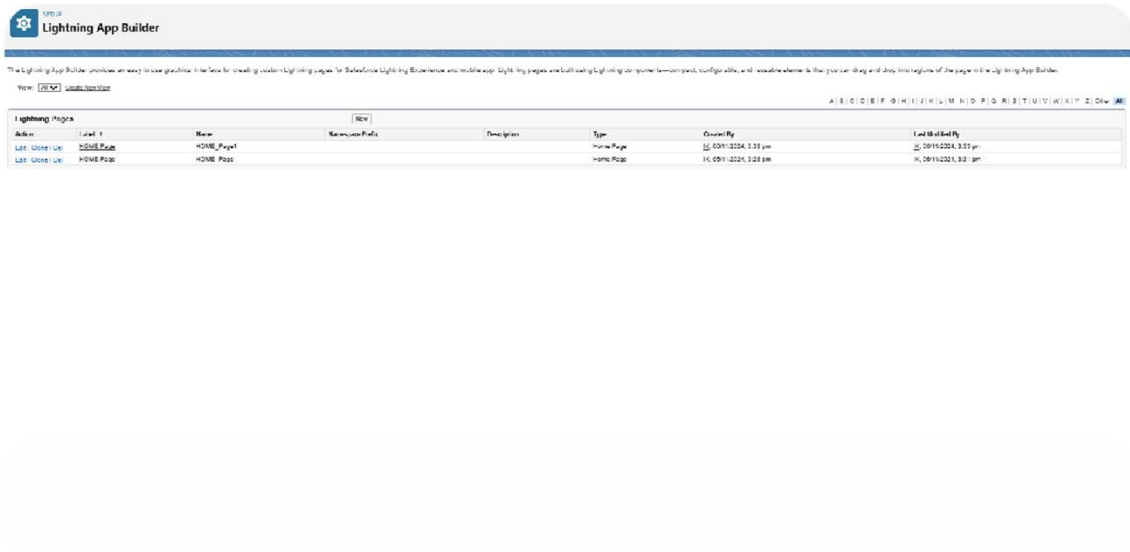 Lightning App Builder
The Lightning App Builder provides an easy to use graphical interface for creating custom Lightning pages for Salesforce Lightning Experience and mobile app. Lightning pages are built using Lightning components—compact, configurable, and reusable elements that you can drag and drop into regions of the page in the Lightning App Builder.
View: All Create New View
A | B | C | D | E | F | G | H | I | J | K | L | M | N | O | P | Q | R | S | T | U | V | W | X | Y | Z | Other All
Lightning Pages New
Action Label ↑ Name Namespace Prefix Description Type Created By Last Modified By
Edit | Clone | Del HOME Page HOME_Page1 Home Page
Edit | Clone | Del HOME Page HOME_Page Home Page